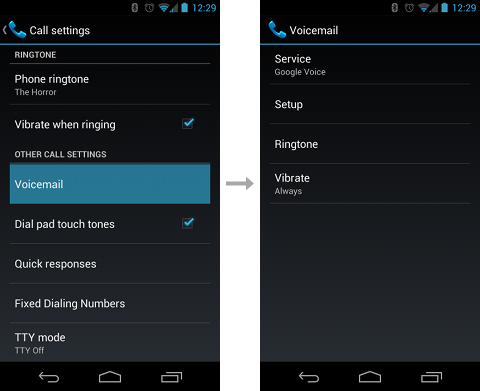 12:29
Call settings
RINGTONE
Phone ringtone
The Horror
Vibrate when ringing
OTHER CALL SETTINGS
Voicemail
Dial pad touch tones
Quick responses
Fixed Dialing Numbers
TTY mode
TTY Off
12:29
Voicemail
Service
Google Voice
Setup
Ringtone
Vibrate
Always